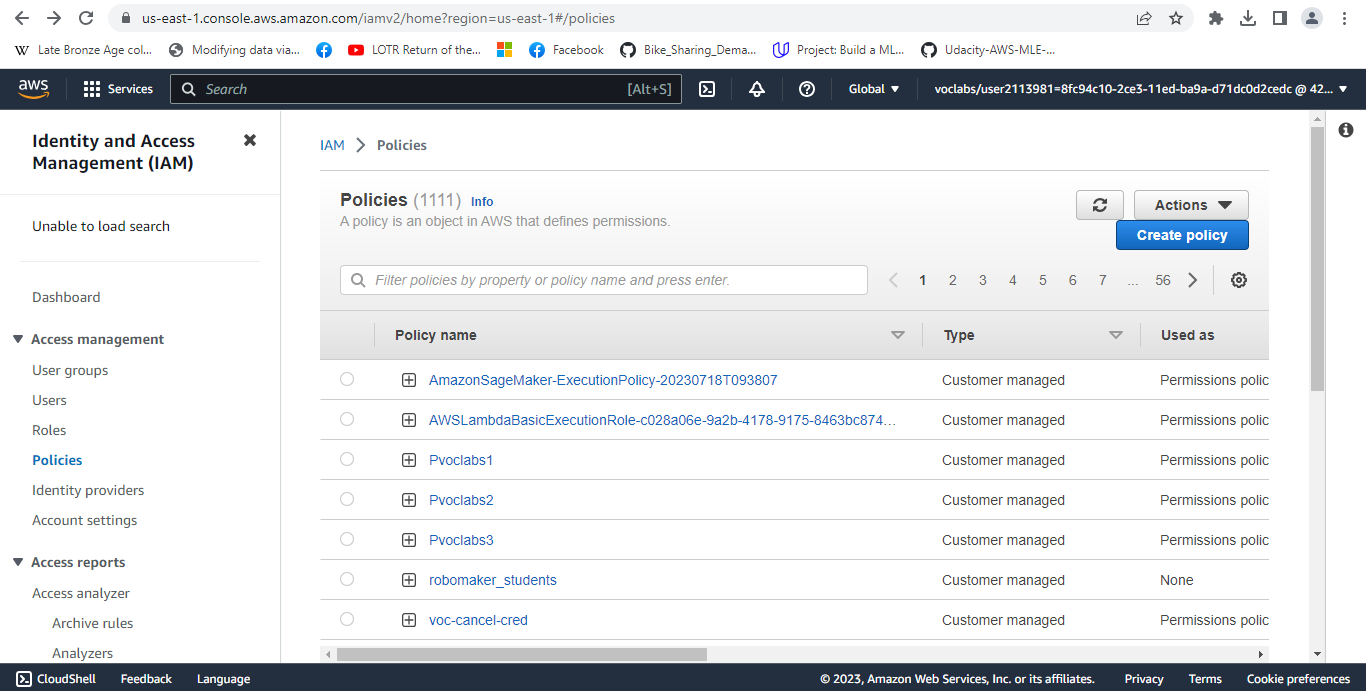 us-east-1.console.aws.amazon.com/iamv2/home?region=us-east-1#/policies
W Late Bronze Age col... Modifying data via... LOTR Return of the... Facebook Bike_Sharing_Dema... Project: Build a ML... Udacity-AWS-MLE-...
aws Services Search [Alt+S] Global voclabs/user2113981=8fc94c10-2ce3-11ed-ba9a-d71dc0d2cedc @ 42...
Identity and Access
Management (IAM)
Unable to load search
Dashboard
Access management
User groups
Users
Roles
Policies
Identity providers
Account settings
Access reports
Access analyzer
Archive rules
Analyzers
IAM > Policies
Policies (1111) Info
A policy is an object in AWS that defines permissions.
Actions
Create policy
Filter policies by property or policy name and press enter.
1 2 3 4 5 6 7 ... 56
Policy name Type Used as
AmazonSageMaker-ExecutionPolicy-20230718T093807 Customer managed Permissions polic
AWSLambdaBasicExecutionRole-c028a06e-9a2b-4178-9175-8463bc874... Customer managed Permissions polic
Pvoclabs1 Customer managed Permissions polic
Pvoclabs2 Customer managed Permissions polic
Pvoclabs3 Customer managed Permissions polic
robomaker_students Customer managed None
voc-cancel-cred Customer managed Permissions polic
CloudShell Feedback Language © 2023, Amazon Web Services, Inc. or its affiliates. Privacy Terms Cookie preferences